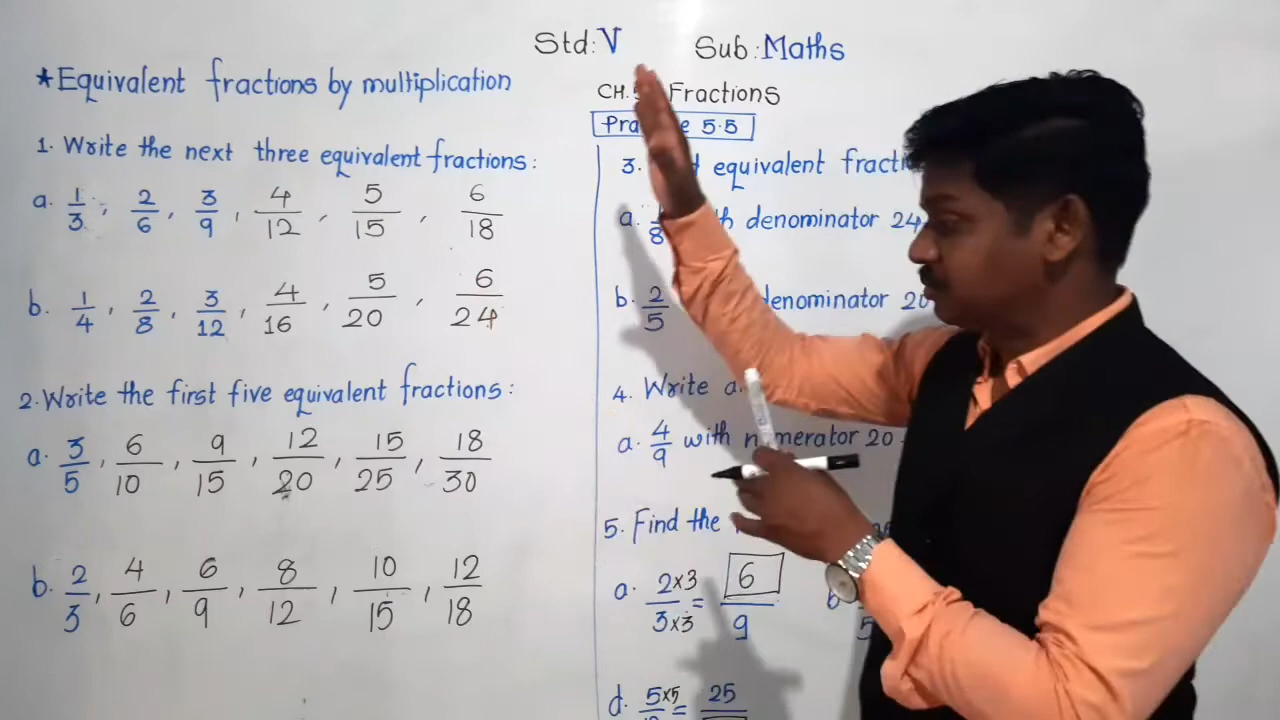 Std: V Sub: Maths
*Equivalent fractions by multiplication
CH. Fractions
5.5
1. Write the next three equivalent fractions:
a. 1/3, 2/6, 3/9, 4/12, 5/15, 6/18
b. 1/4, 2/8, 3/12, 4/16, 5/20, 6/24
2. Write the first five equivalent fractions:
a. 3/5, 6/10, 9/15, 12/20, 15/25, 18/30
b. 2/3, 4/6, 6/9, 8/12, 10/15, 12/18
3. equivalent
a. denominator 24
b. 2/5 denominator 20
4. Write a
a. 4/9 with numerator 20
5. Find the
a. 2×3/3×3 = 6/9 b
d. 5×5 = 25